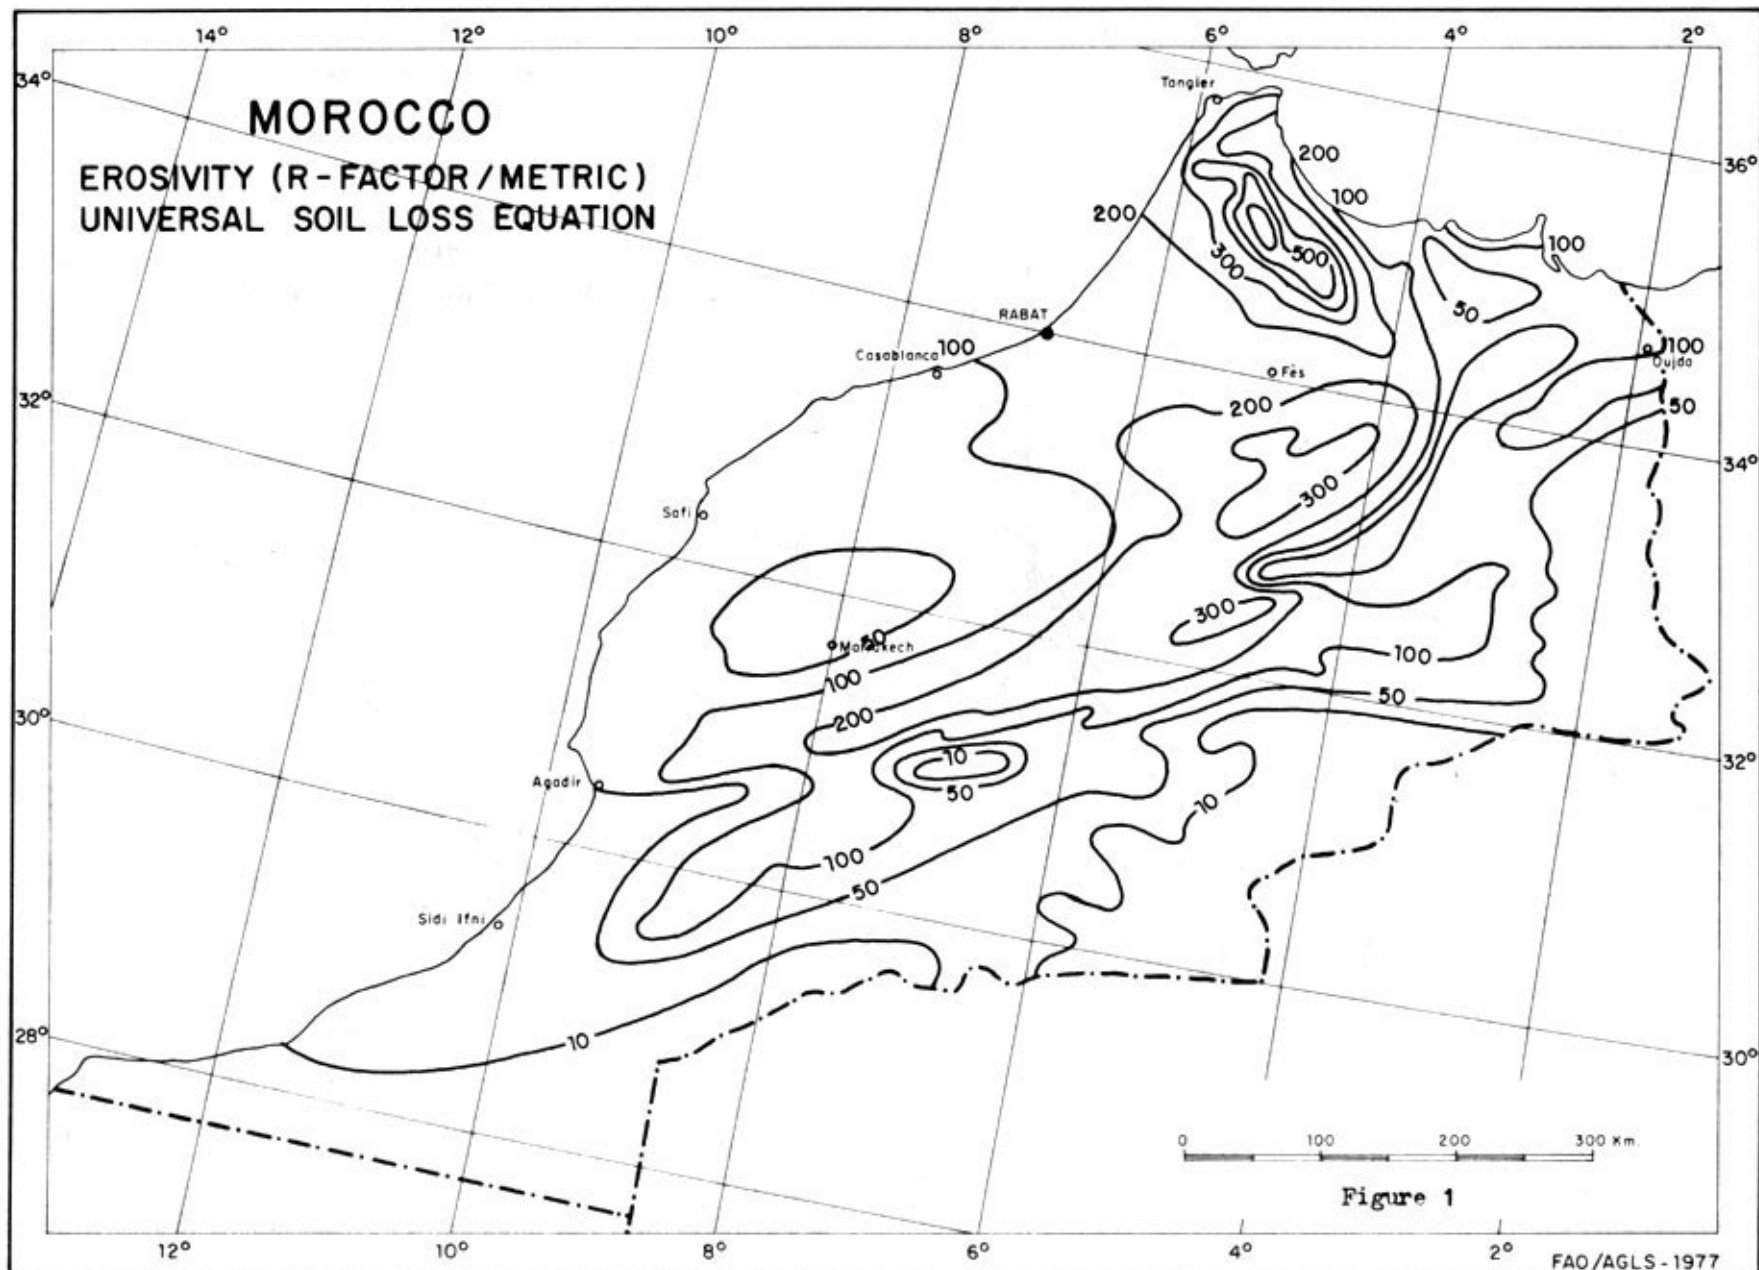 14° 12° 10° 8° 6° 4° 2°
34°
MOROCCO
EROSIVITY (R-FACTOR/METRIC)
UNIVERSAL SOIL LOSS EQUATION
Tangier
200
36°
100
200
100
300
500
50
RABAT
100
Casablanca
Fès
100
Oujda
32°
200
50
34°
300
Safi
300
50
Marrakech
100
100
50
200
30°
10
32°
Agadir
50
10
100
50
Sidi Ifni
28°
10
30°
0 100 200 300 Km.
Figure 1
12° 10° 8° 6° 4° 2°
FAO/AGLS-1977